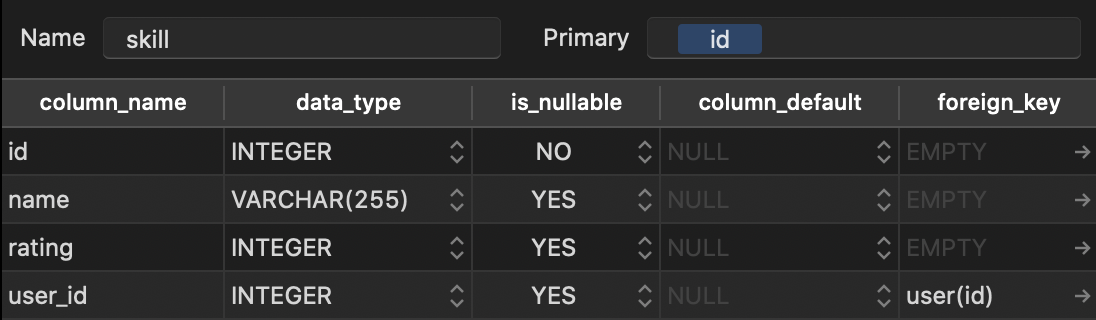 Name skill Primary id
column_name data_type is_nullable column_default foreign_key
id INTEGER NO NULL EMPTY →
name VARCHAR(255) YES NULL EMPTY →
rating INTEGER YES NULL EMPTY →
user_id INTEGER YES NULL user(id) →